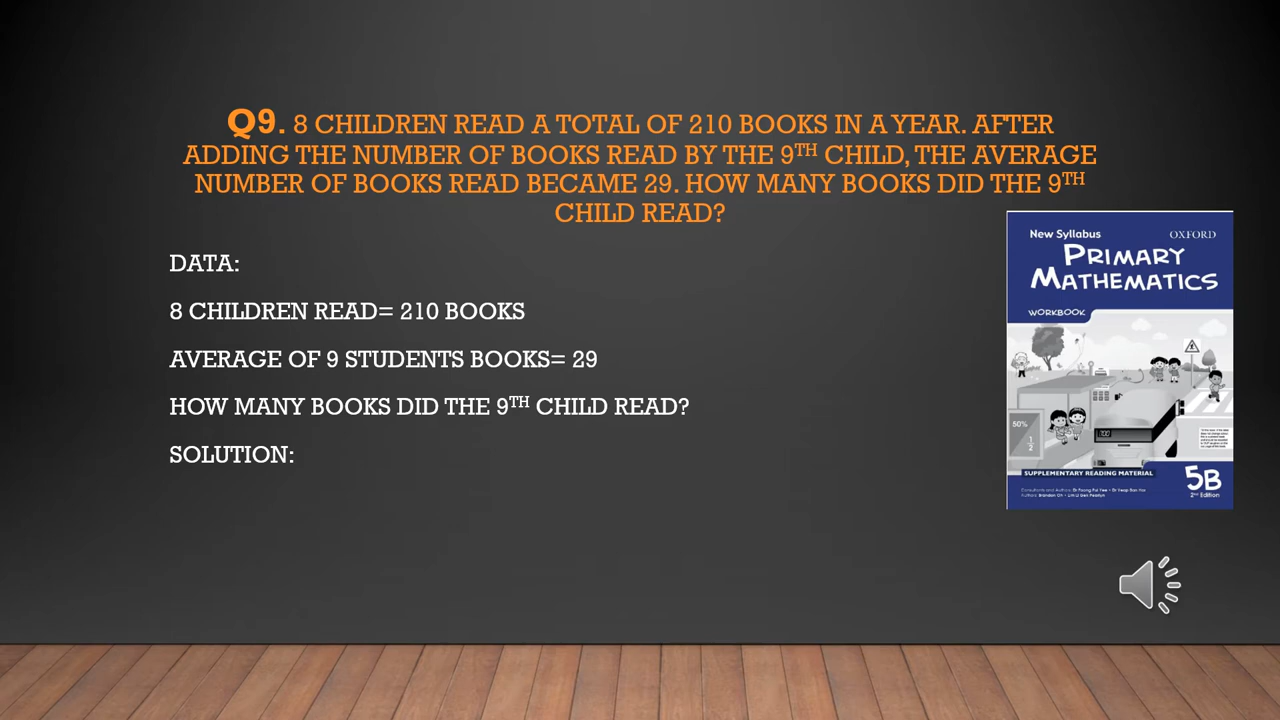 Q9. 8 CHILDREN READ A TOTAL OF 210 BOOKS IN A YEAR. AFTER
ADDING THE NUMBER OF BOOKS READ BY THE 9TH CHILD, THE AVERAGE
NUMBER OF BOOKS READ BECAME 29. HOW MANY BOOKS DID THE 9TH
CHILD READ?
DATA:
8 CHILDREN READ= 210 BOOKS
AVERAGE OF 9 STUDENTS BOOKS= 29
HOW MANY BOOKS DID THE 9TH CHILD READ?
SOLUTION:
New Syllabus
OXFORD
PRIMARY
MATHEMATICS
WORKBOOK
50%
1
2
700
SUPPLEMENTARY READING MATERIAL
5B
2nd Edition